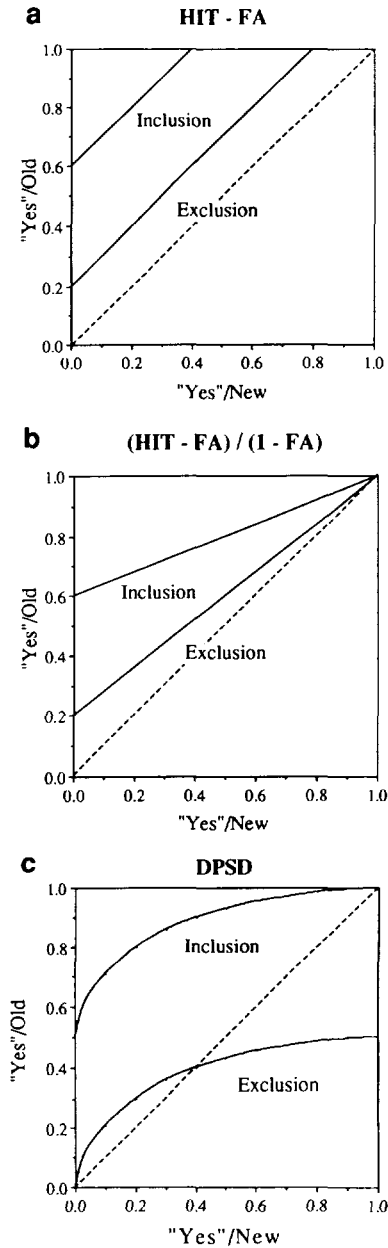 a HIT - FA
1.0
0.8
0.6
0.4
0.2
0.0
"Yes"/Old
Inclusion
Exclusion
0.0 0.2 0.4 0.6 0.8 1.0
"Yes"/New
b (HIT - FA) / (1 - FA)
1.0
0.8
0.6
0.4
0.2
0.0
"Yes"/Old
Inclusion
Exclusion
0.0 0.2 0.4 0.6 0.8 1.0
"Yes"/New
c DPSD
1.0
0.8
0.6
0.4
0.2
0.0
"Yes"/Old
Inclusion
Exclusion
0.0 0.2 0.4 0.6 0.8 1.0
"Yes"/New